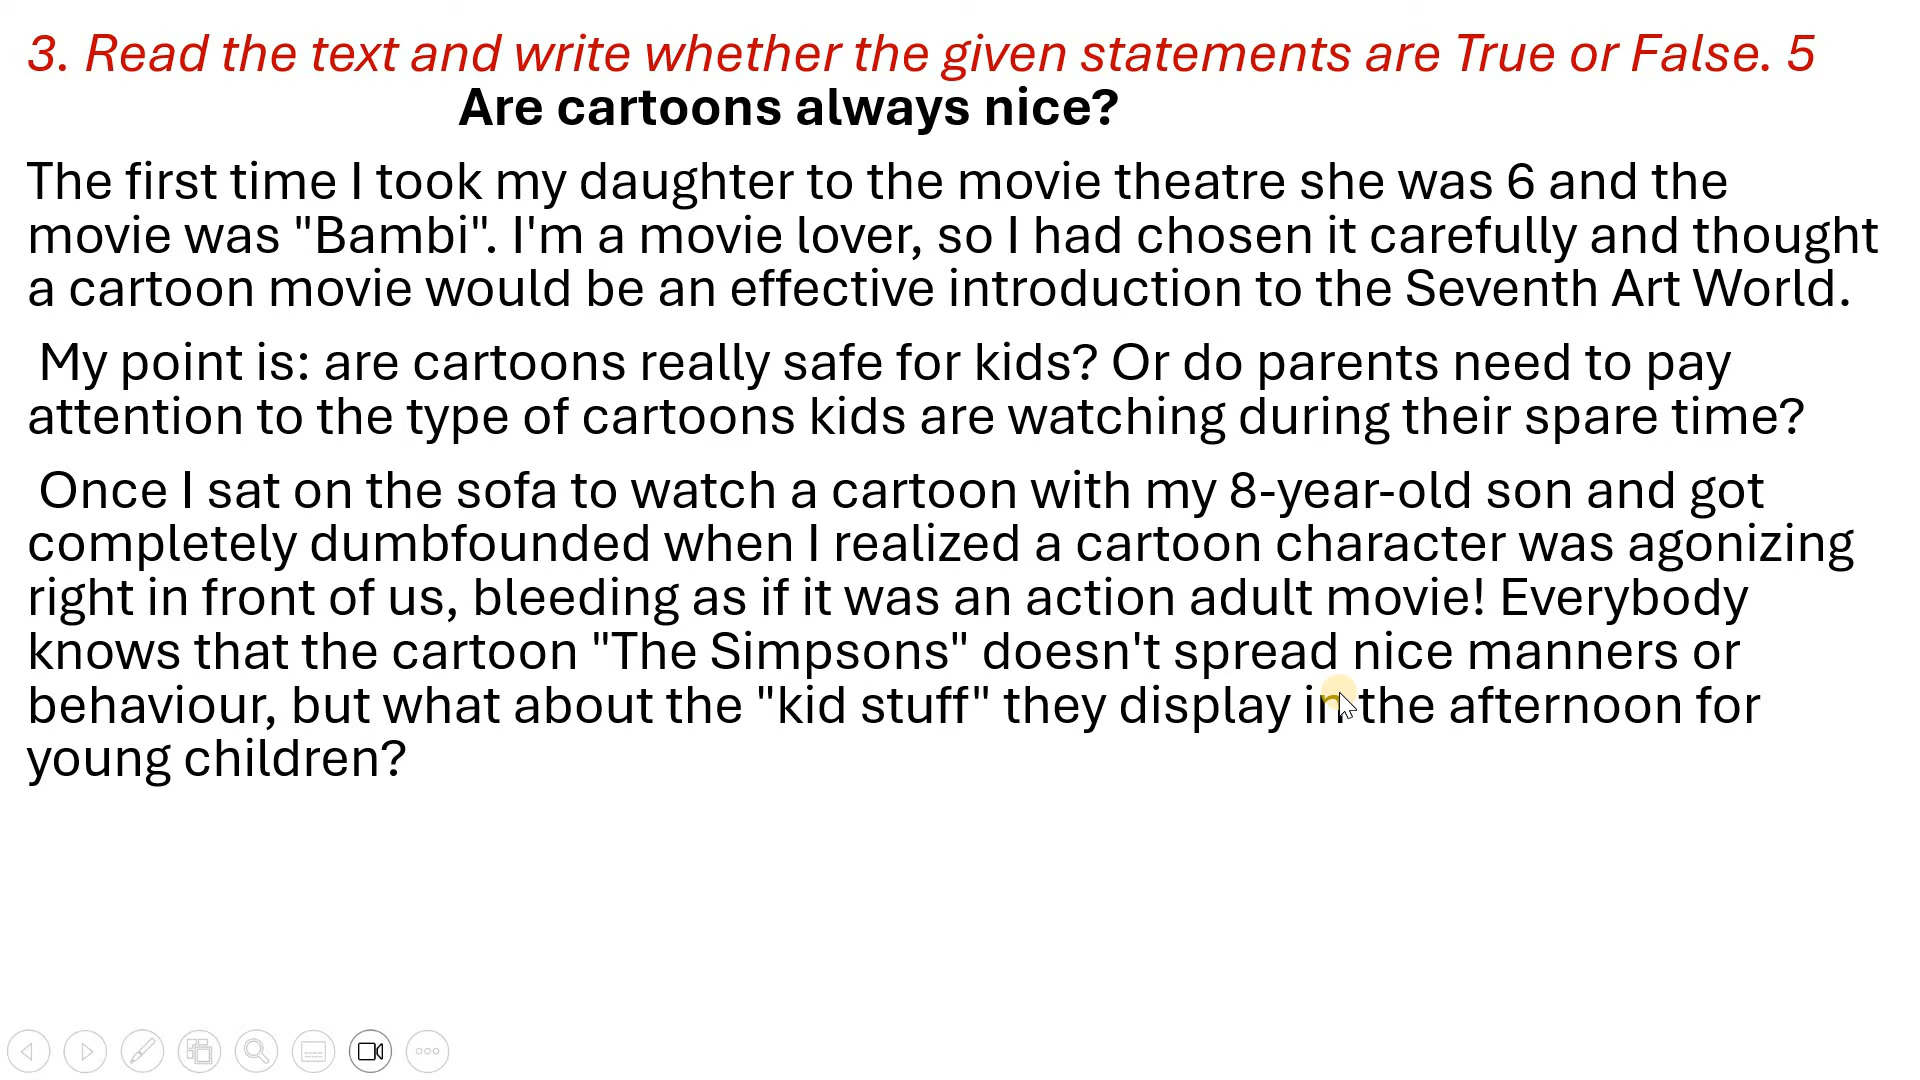 3. Read the text and write whether the given statements are True or False. 5
Are cartoons always nice?
The first time I took my daughter to the movie theatre she was 6 and the
movie was "Bambi". I'm a movie lover, so I had chosen it carefully and thought
a cartoon movie would be an effective introduction to the Seventh Art World.
My point is: are cartoons really safe for kids? Or do parents need to pay
attention to the type of cartoons kids are watching during their spare time?
Once I sat on the sofa to watch a cartoon with my 8-year-old son and got
completely dumbfounded when I realized a cartoon character was agonizing
right in front of us, bleeding as if it was an action adult movie! Everybody
knows that the cartoon "The Simpsons" doesn't spread nice manners or
behaviour, but what about the "kid stuff" they display in the afternoon for
young children?